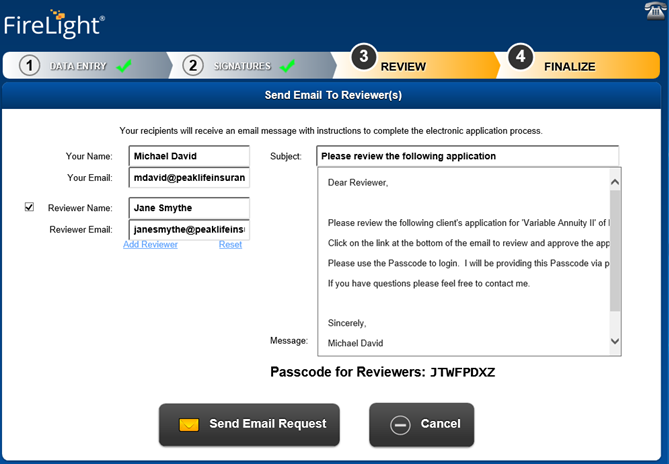 FireLight®
1 DATA ENTRY 2 SIGNATURES 3 REVIEW 4 FINALIZE
Send Email To Reviewer(s)
Your recipients will receive an email message with instructions to complete the electronic application process.
Your Name: Michael David
Your Email: mdavid@peaklifeinsuran
Reviewer Name: Jane Smythe
Reviewer Email: janesmythe@peaklifeins
Add Reviewer Reset
Subject: Please review the following application
Message:
Dear Reviewer,
Please review the following client's application for 'Variable Annuity II' of
Click on the link at the bottom of the email to review and approve the app
Please use the Passcode to login. I will be providing this Passcode via p
If you have questions please feel free to contact me.
Sincerely,
Michael David
Passcode for Reviewers: JTWFPDXZ
Send Email Request Cancel